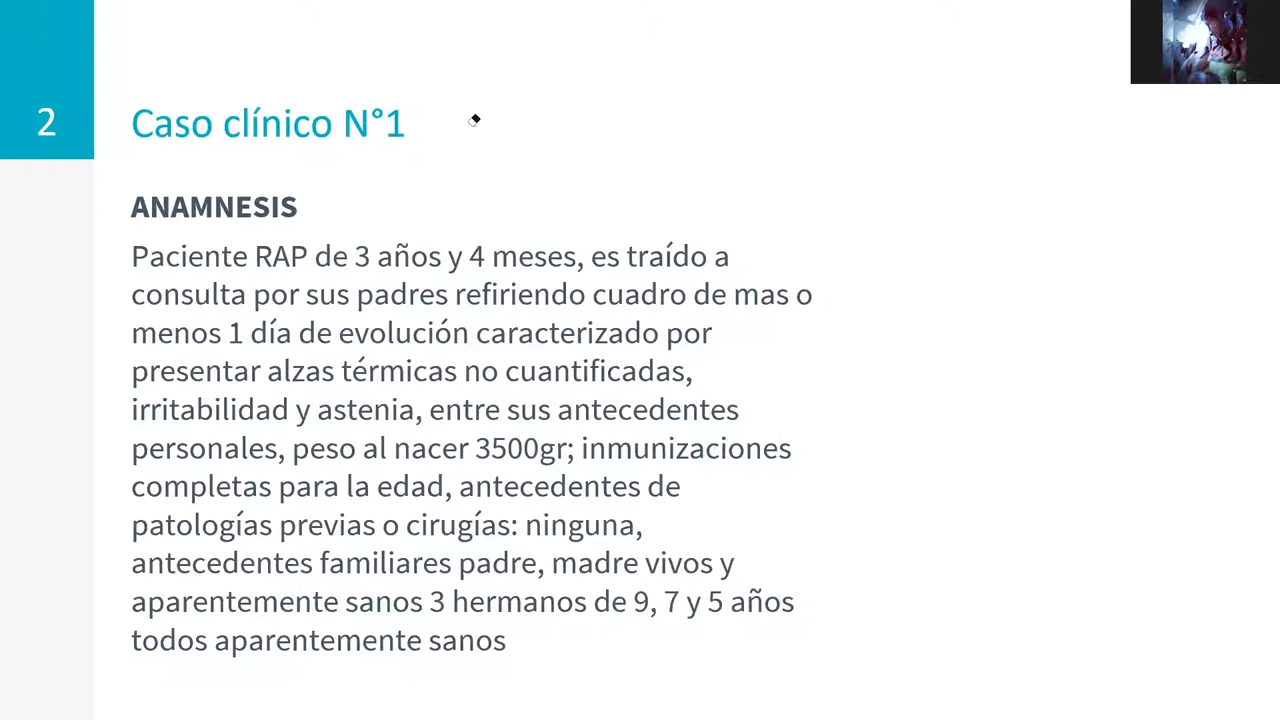 2
Caso clínico N°1
ANAMNESIS
Paciente RAP de 3 años y 4 meses, es traído a
consulta por sus padres refiriendo cuadro de mas o
menos 1 día de evolución caracterizado por
presentar alzas térmicas no cuantificadas,
irritabilidad y astenia, entre sus antecedentes
personales, peso al nacer 3500gr; inmunizaciones
completas para la edad, antecedentes de
patologías previas o cirugías: ninguna,
antecedentes familiares padre, madre vivos y
aparentemente sanos 3 hermanos de 9, 7 y 5 años
todos aparentemente sanos